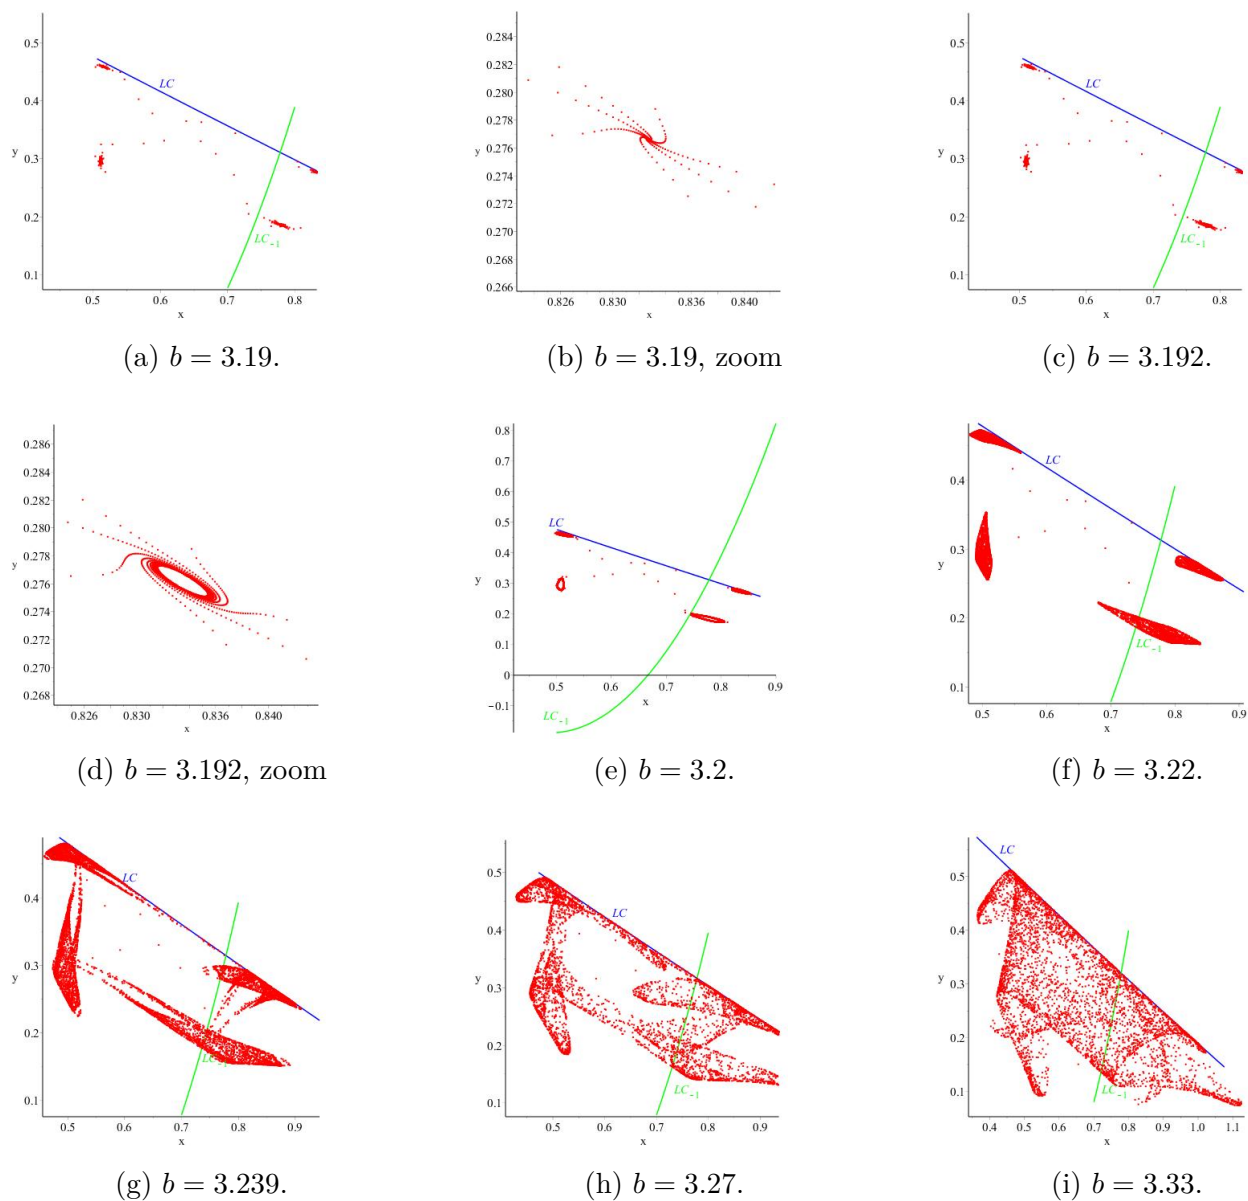 0.5
0.4
y 0.3
0.2
0.1
LC
LC₋₁
0.5 0.6 0.7 0.8
x
(a) b = 3.19.
y
0.284
0.282
0.280
0.278
0.276
0.274
0.272
0.270
0.268
0.266
0.826 0.830 0.836 0.840
x
(b) b = 3.19, zoom
0.5
0.4
y 0.3
0.2
0.1
LC
LC₋₁
0.5 0.6 0.7 0.8
x
(c) b = 3.192.
0.286
0.284
0.282
0.280
0.278
y
0.276
0.274
0.272
0.270
0.268
0.826 0.830 0.836 0.840
x
(d) b = 3.192, zoom
0.8
0.7
0.6
0.5
0.4
y 0.3
0.2
0.1
0
−0.1
LC
LC₋₁
0.5 0.6 0.7 0.8 0.9
x
(e) b = 3.2.
0.4
0.3
y
0.2
0.1
LC
LC₋₁
0.5 0.6 0.7 0.8 0.9
x
(f) b = 3.22.
0.4
0.3
y
0.2
0.1
LC
0.5 0.6 0.7 0.8 0.9
x
(g) b = 3.239.
0.5
0.4
0.3
y
0.2
0.1
LC
LC₋₁
0.5 0.6 0.7 0.8 0.9
x
(h) b = 3.27.
0.5
0.4
0.3
y
0.2
0.1
LC
LC₋₁
0.4 0.5 0.6 0.7 0.8 0.9 1.0 1.1
x
(i) b = 3.33.